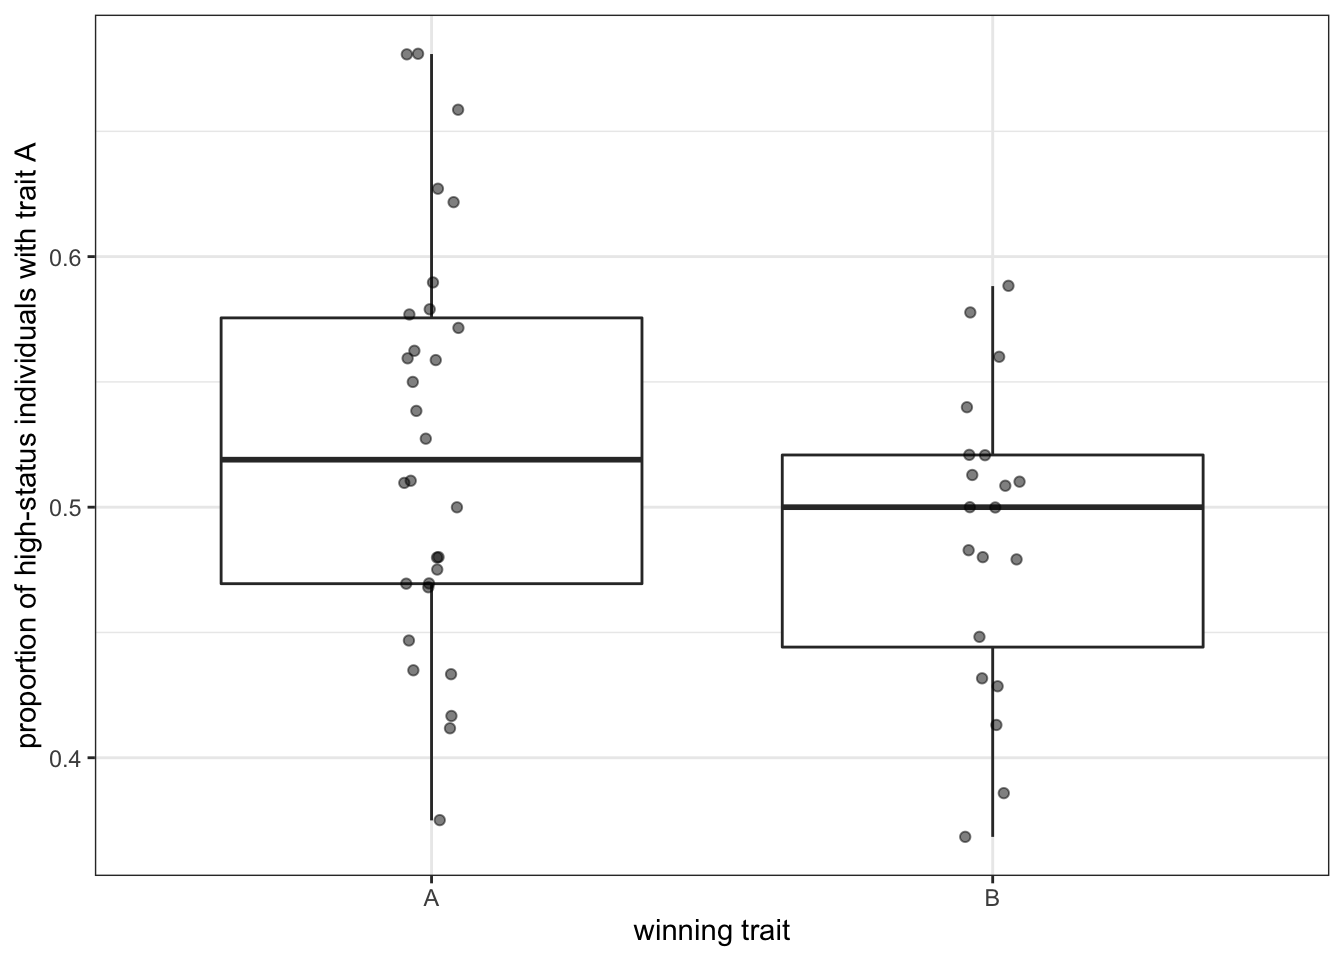 proportion of high-status individuals with trait A
0.6
0.5
0.4
A
B
winning trait